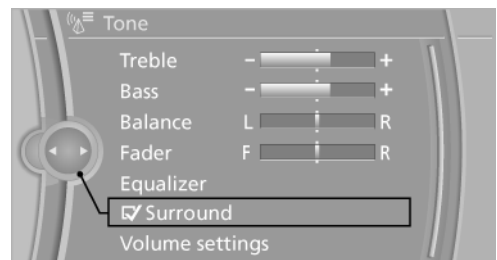 Tone
Treble - +
Bass - +
Balance L R
Fader F R
Equalizer
Surround
Volume settings